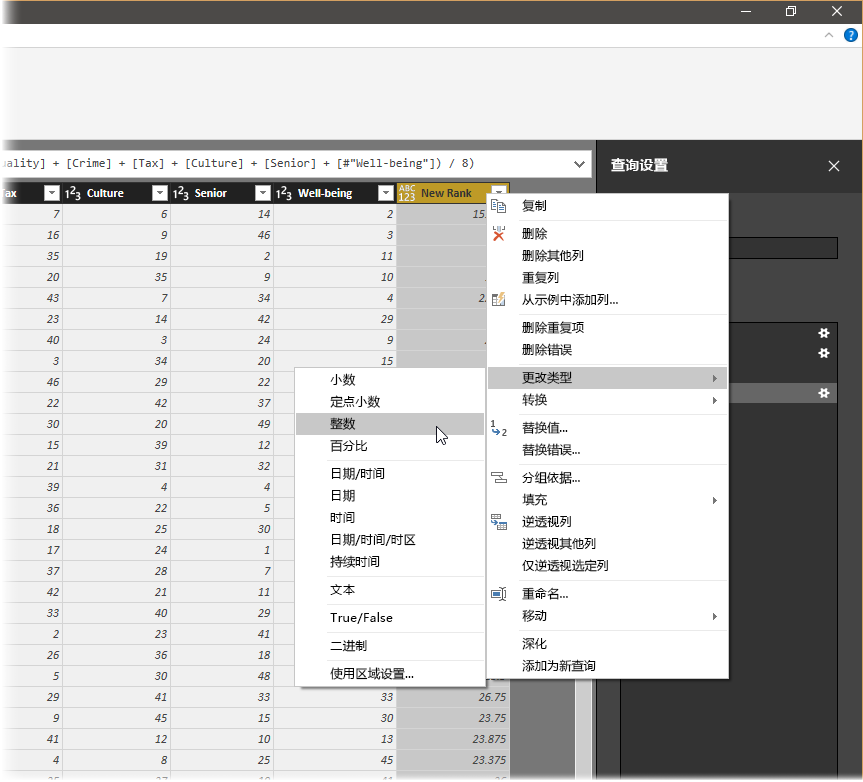 ality] + [Crime] + [Tax] + [Culture] + [Senior] + [#"Well-being"]) / 8)
查询设置
Tax 123 Culture 123 Senior 123 Well-being ABC 123 New Rank
7 6 14 2 15.
16 9 46 3
35 19 2 11
20 35 9 10
43 7 34 4 2
23 14 42 29
40 3 24 9
3 34 20 15
46 29 22
22 42 37
30 20 49
15 39 12
21 31 32
39 4 4
36 22 5
18 25 30
17 24 1
37 28 7
42 21 11
33 40 29
2 23 41
26 36 18
5 30 48
29 41 33 33 26.75
9 45 15 30 23.75
41 12 10 13 23.875
4 8 25 45 23.375
复制
删除
删除其他列
重复列
从示例中添加列...
删除重复项
删除错误
更改类型
转换
替换值...
替换错误...
分组依据...
填充
逆透视列
逆透视其他列
仅逆透视选定列
重命名...
移动
深化
添加为新查询
小数
定点小数
整数
百分比
日期/时间
日期
时间
日期/时间/时区
持续时间
文本
True/False
二进制
使用区域设置...